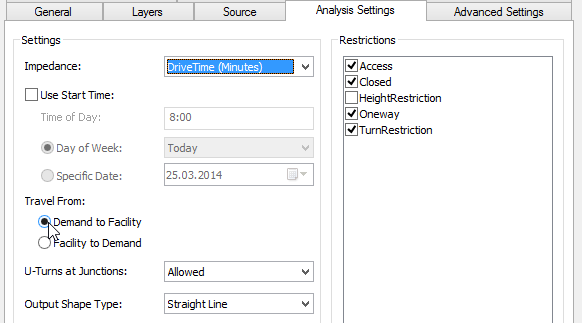 General
Layers
Source
Analysis Settings
Advanced Settings
Settings
Impedance:
DriveTime (Minutes)
Use Start Time:
Time of Day:
8:00
Day of Week:
Today
Specific Date:
25.03.2014
Travel From:
Demand to Facility
Facility to Demand
U-Turns at Junctions:
Allowed
Output Shape Type:
Straight Line
Restrictions
Access
Closed
HeightRestriction
Oneway
TurnRestriction